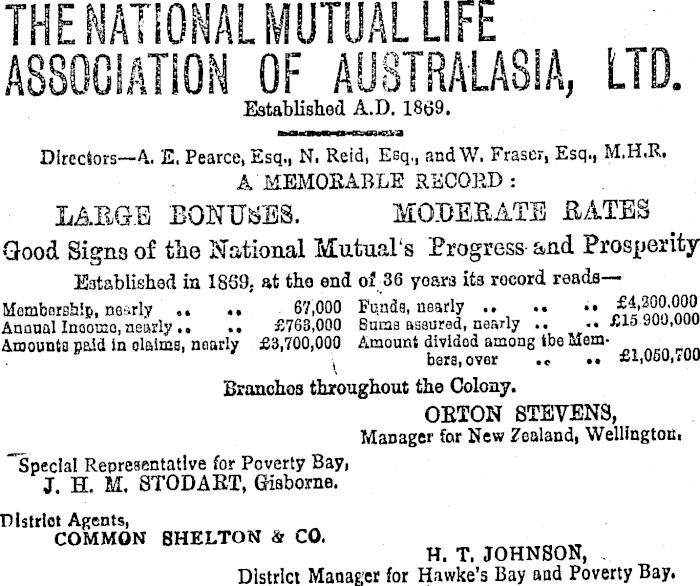 THE NATIONAL MUTUAL LIFE
ASSOCIATION OF AUSTRALASIA, LTD.
Established A.D. 1869.
Directors—A. E. Pearce, Esq., N. Reid, Esq., and W. Fraser, Esq., M.H.R.
A MEMORABLE RECORD:
LARGE BONUSES. MODERATE RATES
Good Signs of the National Mutual's Progress and Prosperity
Established in 1869, at the end of 36 years its record reads—
Membership, nearly .. .. 67,000 Funds, nearly .. .. .. £4,200,000
Annual Income, nearly .. .. £763,000 Sums assured, nearly .. .. £15 900,000
Amounts paid in claims, nearly £3,700,000 Amount divided among the Mem-
bers, over .. .. £1,050,700
Branches throughout the Colony.
ORTON STEVENS,
Manager for New Zealand, Wellington.
Special Representative for Poverty Bay,
J. H. M. STODART, Gisborne.
District Agents,
COMMON SHELTON & CO.
H. T. JOHNSON,
District Manager for Hawke's Bay and Poverty Bay.